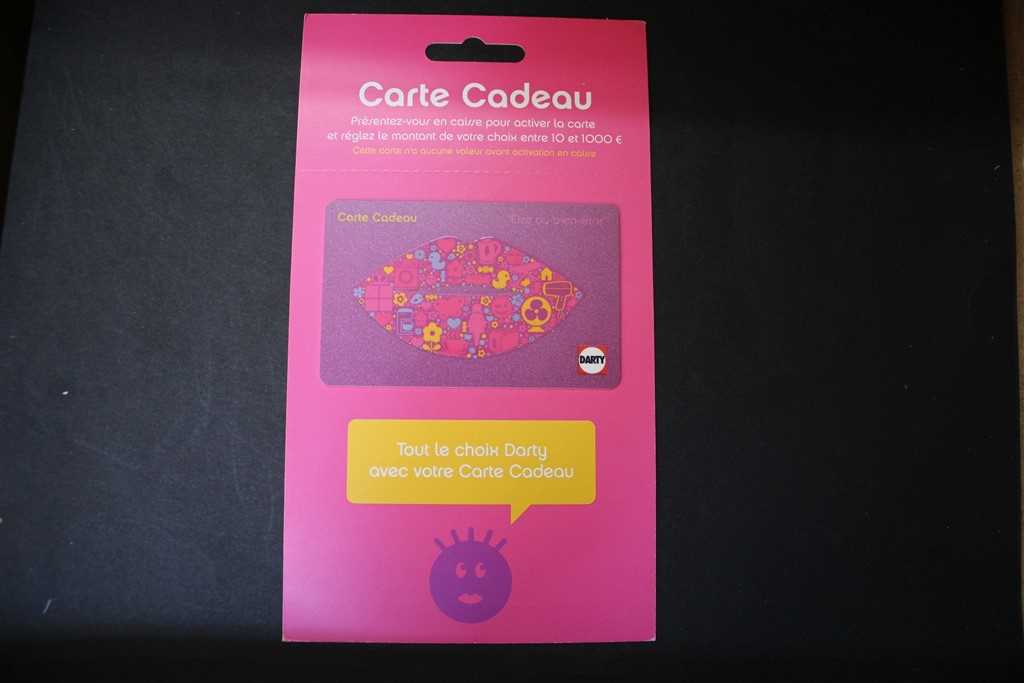 Carte Cadeau
Présentez-vous en caisse pour activer la carte
et réglez le montant de votre choix entre 10 et 1000 €
Cette carte n'a aucune valeur avant activation en caisse
Carte Cadeau
DARTY
Tout le choix Darty
avec votre Carte Cadeau